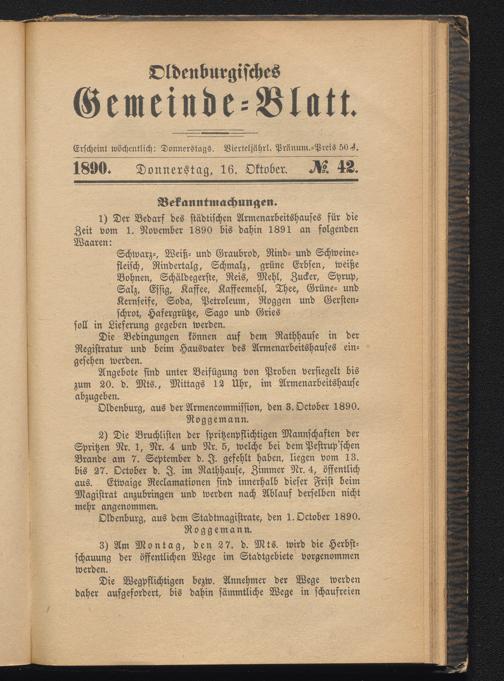 Oldenburgisches
Gemeinde-Blatt.
Erscheint wöchentlich: Donnerstags. Vierteljährl. Pränum.-Preis 50 ₰.
1890. Donnerstag, 16. Oktober. № 42.
Bekanntmachungen.
1) Der Bedarf des städtischen Armenarbeitshauses für die
Zeit vom 1. November 1890 bis dahin 1891 an folgenden
Waaren:
Schwarz-, Weiß- und Graubrod, Rind- und Schweine-
fleisch, Rindertalg, Schmalz, grüne Erbsen, weiße
Bohnen, Schäldegerste, Reis, Mehl, Zucker, Syrup,
Salz, Essig, Kaffee, Kaffeemehl, Thee, Grüne- und
Kernseife, Soda, Petroleum, Roggen und Gersten-
schrot, Hafergrütze, Sago und Gries
soll in Lieferung gegeben werden.
Die Bedingungen können auf dem Rathhause in der
Registratur und beim Hausvater des Armenarbeitshauses ein-
gesehen werden.
Angebote sind unter Beifügung von Proben versiegelt bis
zum 20. d. Mts., Mittags 12 Uhr, im Armenarbeitshause
abzugeben.
Oldenburg, aus der Armencommission, den 3. October 1890.
Roggemann.
2) Die Bruchlisten der spritzenpflichtigen Mannschaften der
Spritzen Nr. 1, Nr. 4 und Nr. 5, welche bei dem Pestrup'schen
Brande am 7. September d. J. gefehlt haben, liegen vom 13.
bis 27. October d. J. im Rathhause, Zimmer Nr. 4, öffentlich
aus. Etwaige Reclamationen sind innerhalb dieser Frist beim
Magistrat anzubringen und werden nach Ablauf derselben nicht
mehr angenommen.
Oldenburg, aus dem Stadtmagistrate, den 1. October 1890.
Roggemann.
3) Am Montag, den 27. d. Mts. wird die Herbst-
schauung der öffentlichen Wege im Stadtgebiete vorgenommen
werden.
Die Wegpflichtigen bezw. Annehmer der Wege werden
daher aufgefordert, bis dahin sämmtliche Wege in schaufreien